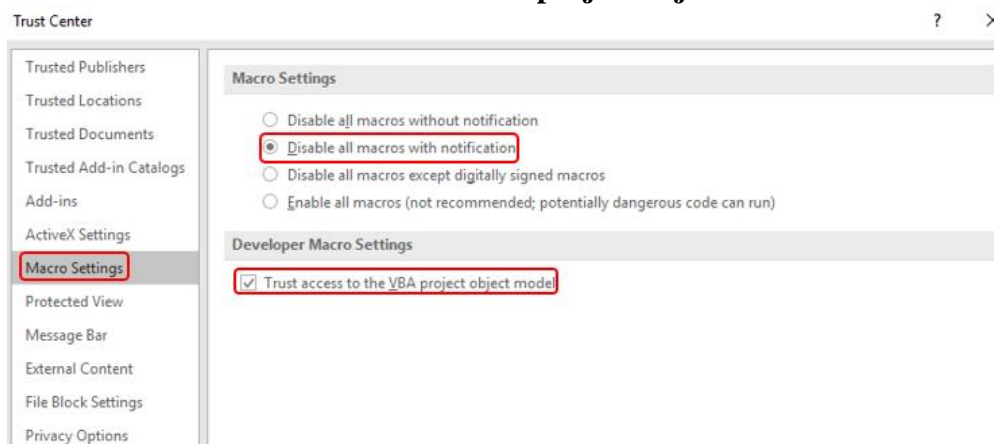 Trust Center
?
Trusted Publishers
Trusted Locations
Trusted Documents
Trusted Add-in Catalogs
Add-ins
ActiveX Settings
Macro Settings
Protected View
Message Bar
External Content
File Block Settings
Privacy Options
Macro Settings
Disable all macros without notification
Disable all macros with notification
Disable all macros except digitally signed macros
Enable all macros (not recommended; potentially dangerous code can run)
Developer Macro Settings
Trust access to the VBA project object model